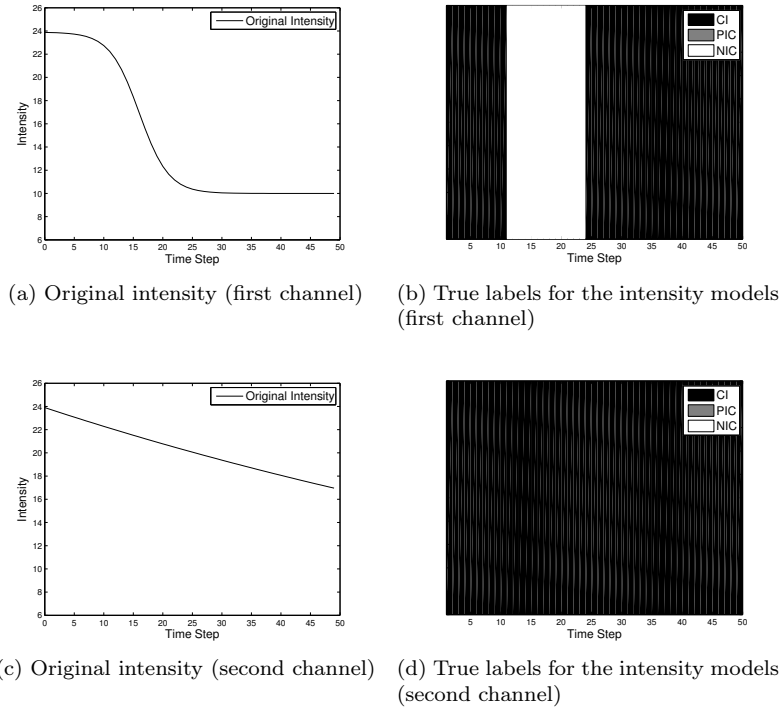 26
24
22
20
18
16
14
12
10
8
6
Intensity
Original Intensity
0 5 10 15 20 25 30 35 40 45 50
Time Step
CI
PIC
NIC
5 10 15 20 25 30 35 40 45 50
Time Step
(a) Original intensity (first channel)
(b) True labels for the intensity models
(first channel)
26
24
22
20
18
16
14
12
10
8
6
Intensity
Original Intensity
0 5 10 15 20 25 30 35 40 45 50
Time Step
CI
PIC
NIC
5 10 15 20 25 30 35 40 45 50
Time Step
(c) Original intensity (second channel)
(d) True labels for the intensity models
(second channel)